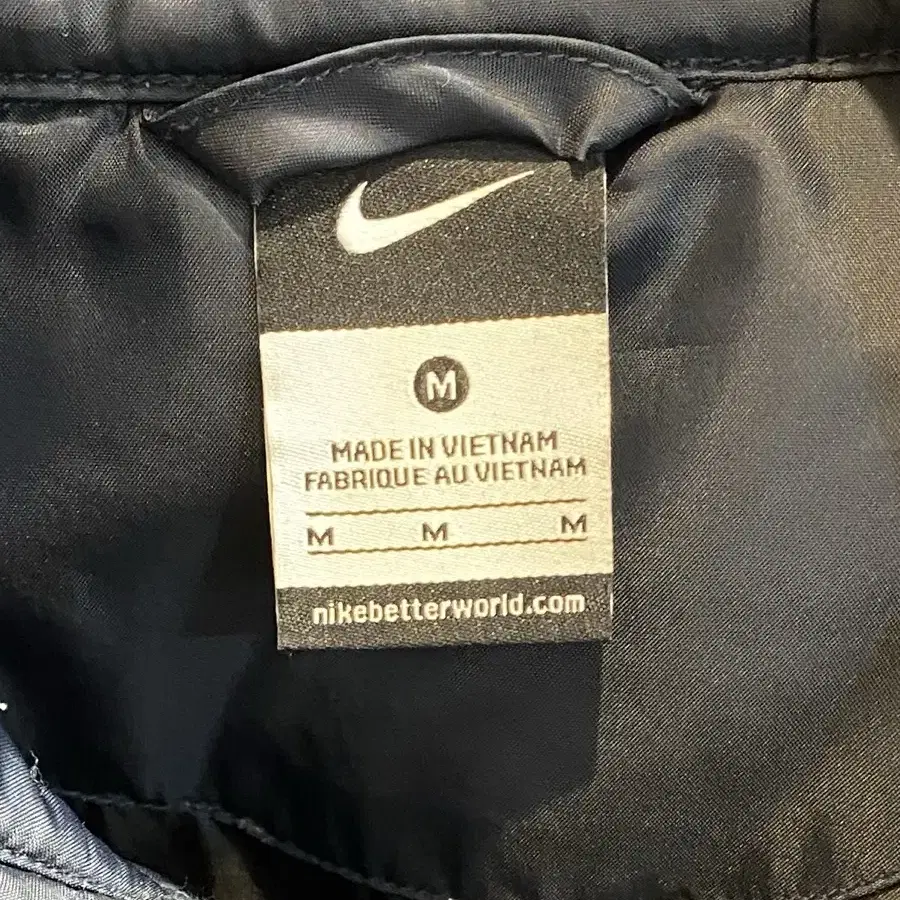 M
MADE IN VIETNAM
FABRIQUE AU VIETNAM
M M M
nikebetterworld.com